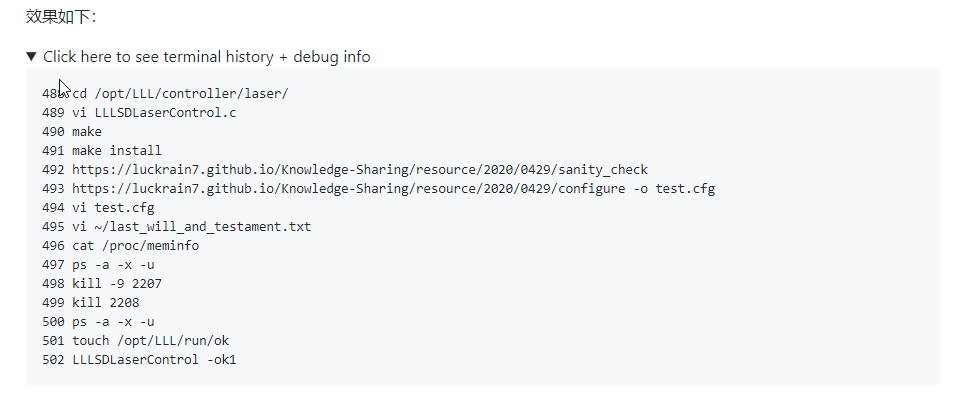 效果如下：
▼ Click here to see terminal history + debug info
488 cd /opt/LLL/controller/laser/
489 vi LLLSDLaserControl.c
490 make
491 make install
492 https://luckrain7.github.io/Knowledge-Sharing/resource/2020/0429/sanity_check
493 https://luckrain7.github.io/Knowledge-Sharing/resource/2020/0429/configure -o test.cfg
494 vi test.cfg
495 vi ~/last_will_and_testament.txt
496 cat /proc/meminfo
497 ps -a -x -u
498 kill -9 2207
499 kill 2208
500 ps -a -x -u
501 touch /opt/LLL/run/ok
502 LLLSDLaserControl -ok1